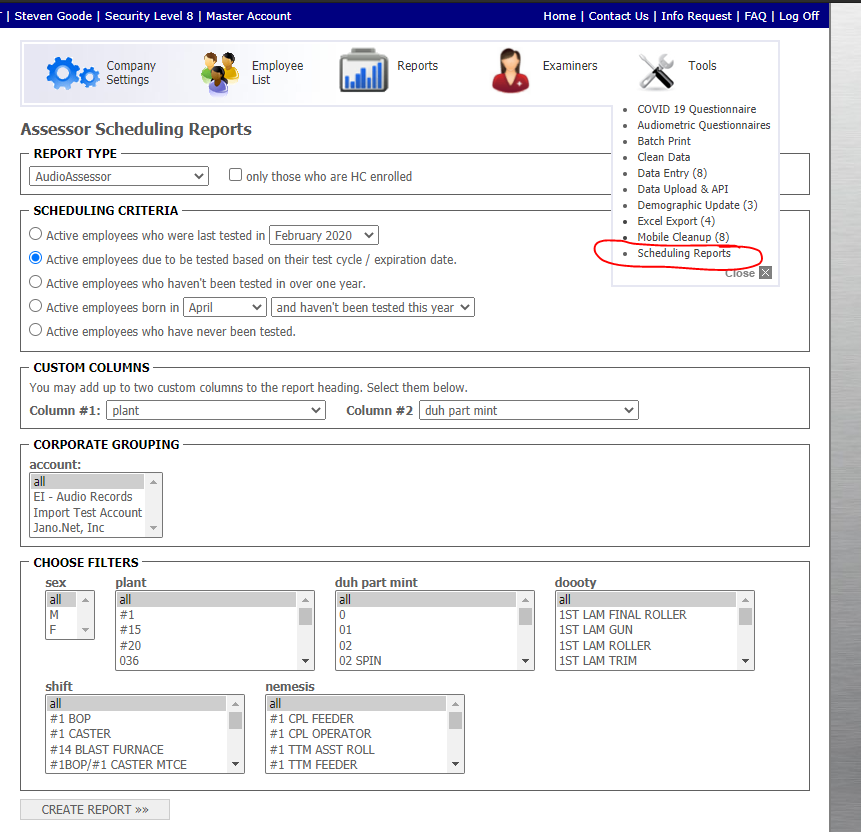 | Steven Goode | Security Level 8 | Master Account
Home | Contact Us | Info Request | FAQ | Log Off
Company Settings
Employee List
Reports
Examiners
Tools
COVID 19 Questionnaire
Audiometric Questionnaires
Batch Print
Clean Data
Data Entry (8)
Data Upload & API
Demographic Update (3)
Excel Export (4)
Mobile Cleanup (8)
Scheduling Reports
Close
Assessor Scheduling Reports
REPORT TYPE
AudioAssessor
only those who are HC enrolled
SCHEDULING CRITERIA
Active employees who were last tested in February 2020
Active employees due to be tested based on their test cycle / expiration date.
Active employees who haven't been tested in over one year.
Active employees born in April and haven't been tested this year
Active employees who have never been tested.
CUSTOM COLUMNS
You may add up to two custom columns to the report heading. Select them below.
Column #1: plant Column #2 duh part mint
CORPORATE GROUPING
account:
all
EI - Audio Records
Import Test Account
Jano.Net, Inc
CHOOSE FILTERS
sex
all
M
F
plant
all
#1
#15
#20
036
duh part mint
all
0
01
02
02 SPIN
doooty
all
1ST LAM FINAL ROLLER
1ST LAM GUN
1ST LAM ROLLER
1ST LAM TRIM
shift
all
#1 BOP
#1 CASTER
#14 BLAST FURNACE
#1BOP/#1 CASTER MTCE
nemesis
all
#1 CPL FEEDER
#1 CPL OPERATOR
#1 TTM ASST ROLL
#1 TTM FEEDER
CREATE REPORT »»